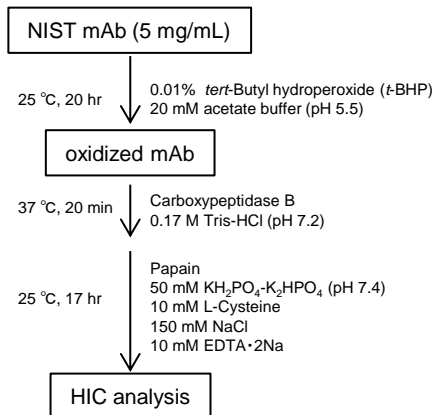 NIST mAb (5 mg/mL)
25 ℃, 20 hr
0.01% tert-Butyl hydroperoxide (t-BHP)
20 mM acetate buffer (pH 5.5)
oxidized mAb
37 ℃, 20 min
Carboxypeptidase B
0.17 M Tris-HCl (pH 7.2)
25 ℃, 17 hr
Papain
50 mM KH₂PO₄-K₂HPO₄ (pH 7.4)
10 mM L-Cysteine
150 mM NaCl
10 mM EDTA・2Na
HIC analysis